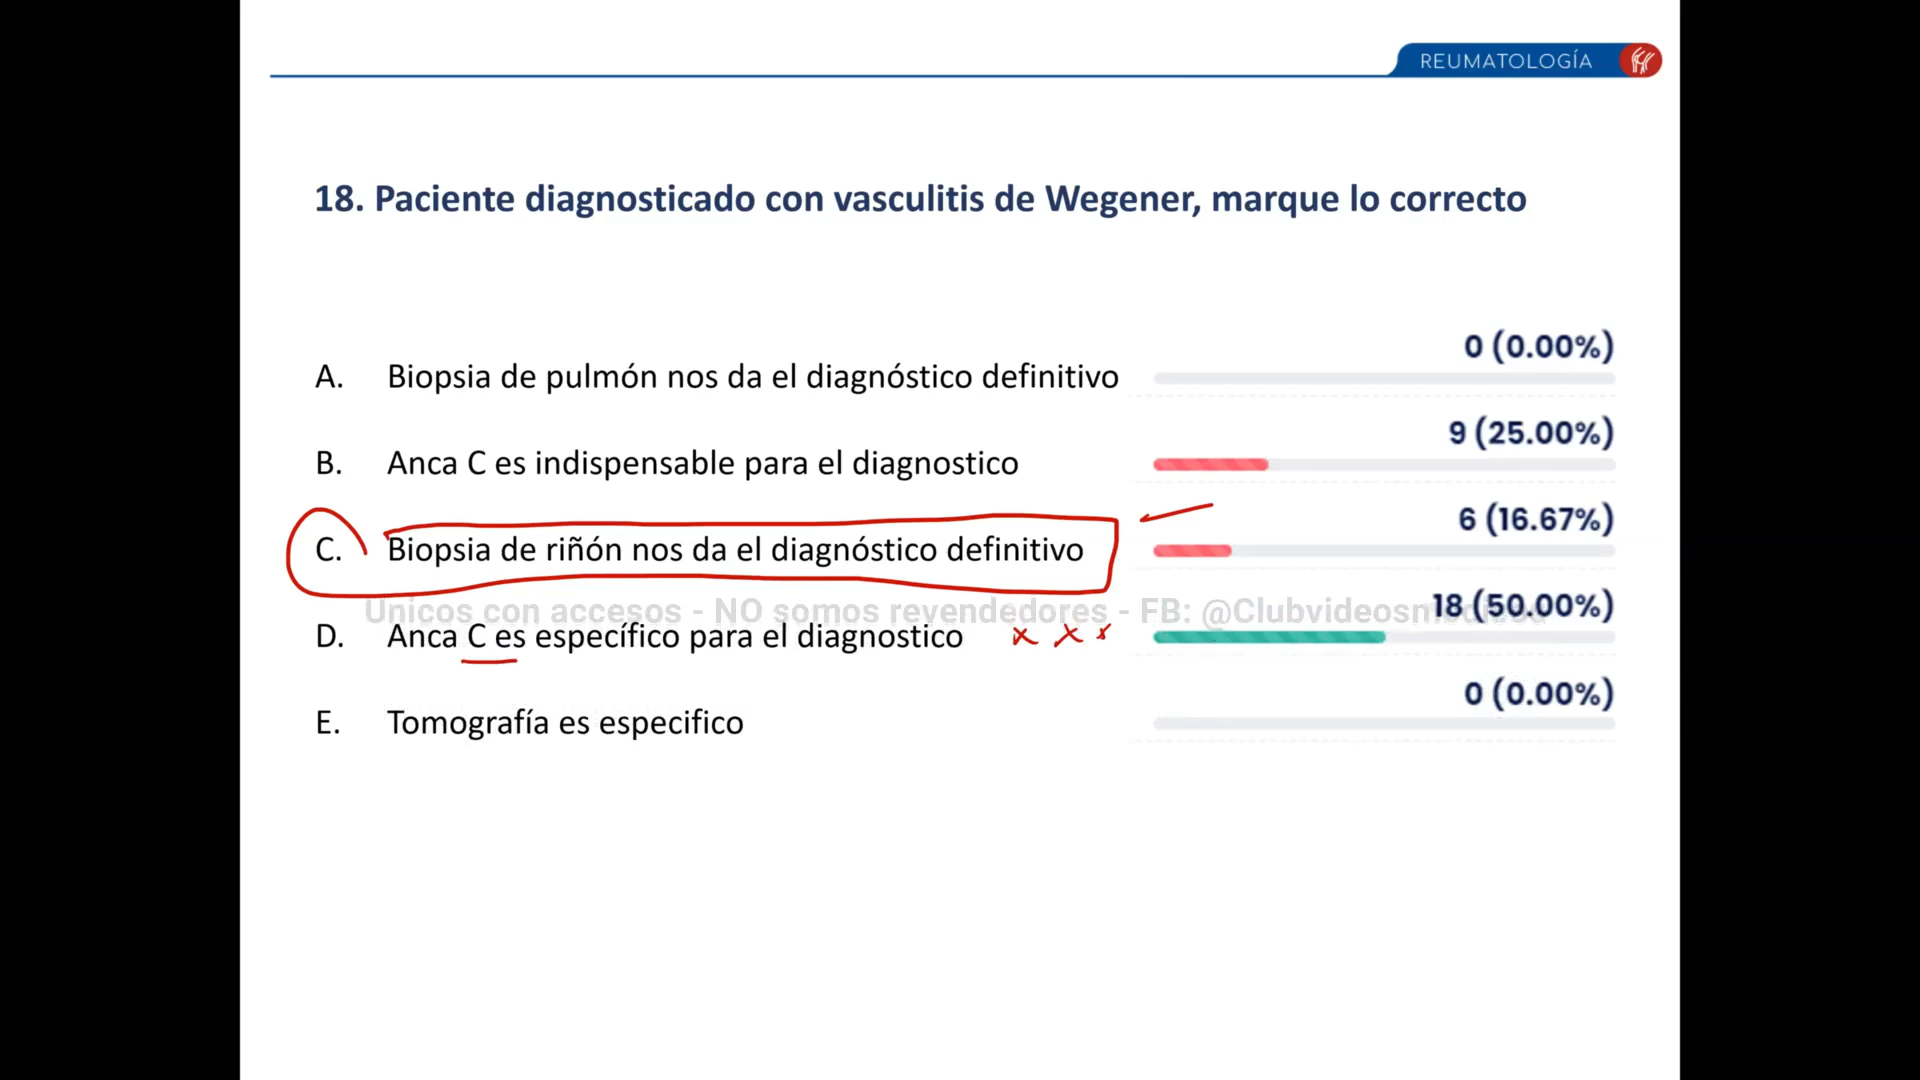 REUMATOLOGÍA
18. Paciente diagnosticado con vasculitis de Wegener, marque lo correcto
0 (0.00%)
A. Biopsia de pulmón nos da el diagnóstico definitivo
9 (25.00%)
B. Anca C es indispensable para el diagnostico
6 (16.67%)
C. Biopsia de riñón nos da el diagnóstico definitivo
Unicos con accesos - NO somos revendedores - FB:
18 (50.00%)
D. Anca C es específico para el diagnostico x x x
0 (0.00%)
E. Tomografía es especifico